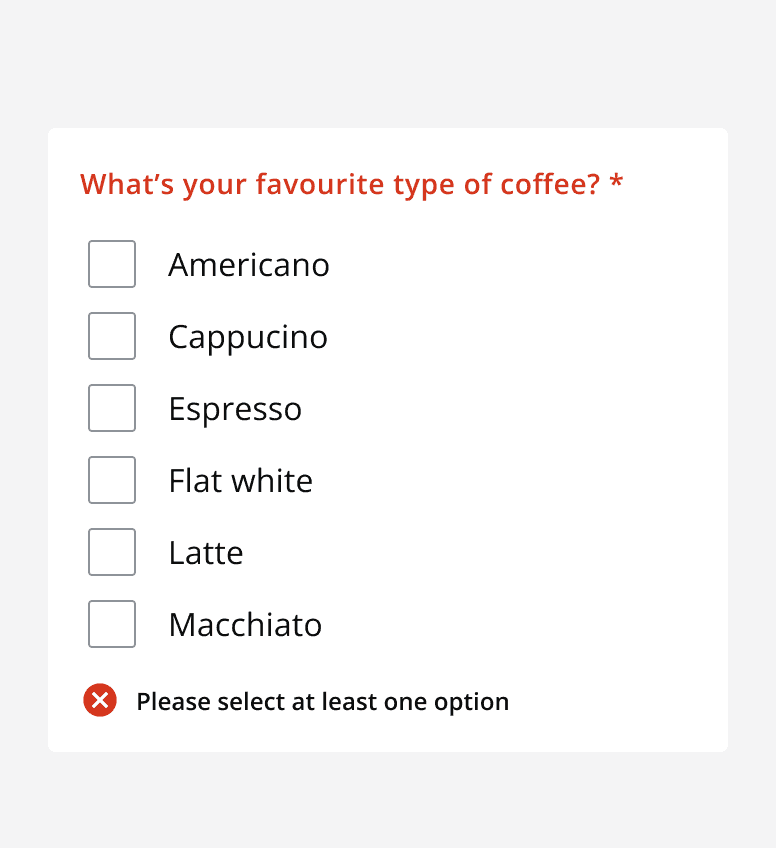 What’s your favourite type of coffee? *
Americano
Cappucino
Espresso
Flat white
Latte
Macchiato
Please select at least one option